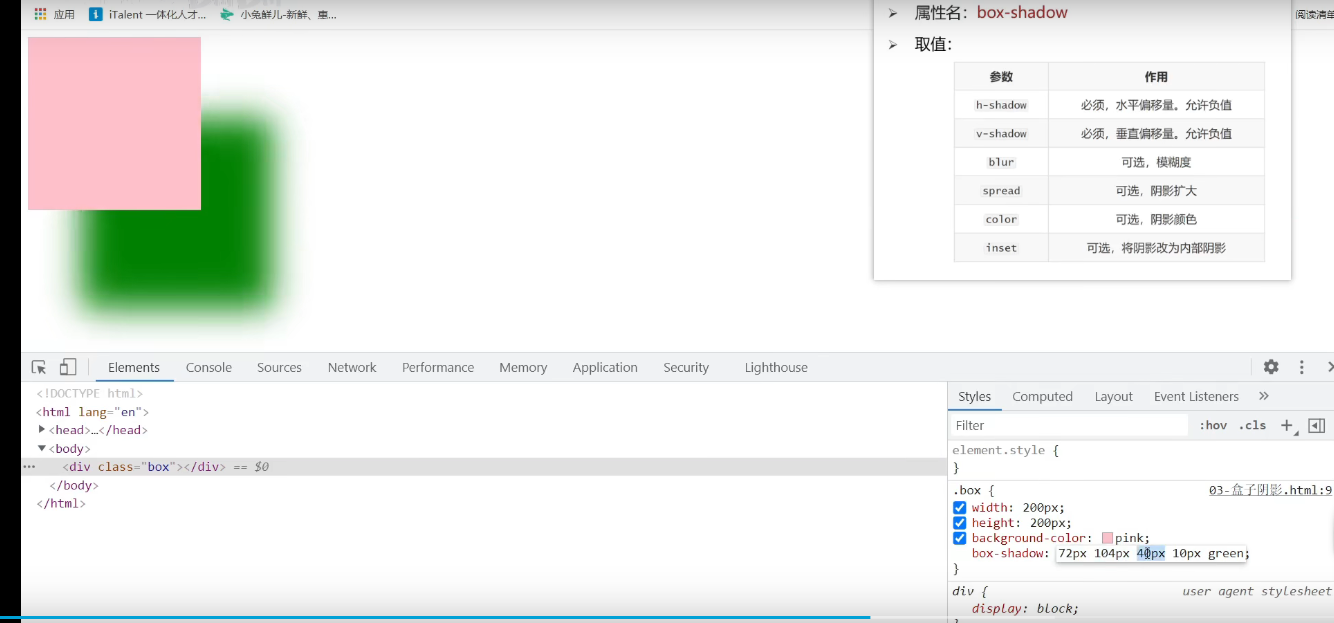 应用 iTalent 一体化人才... 小兔鲜儿-新鲜、惠... 阅读清单
➢ 属性名：box-shadow
➢ 取值：
参数 作用
h-shadow 必须，水平偏移量。允许负值
v-shadow 必须，垂直偏移量。允许负值
blur 可选，模糊度
spread 可选，阴影扩大
color 可选，阴影颜色
inset 可选，将阴影改为内部阴影
Elements Console Sources Network Performance Memory Application Security Lighthouse
<!DOCTYPE html>
<html lang="en">
<head>…</head>
<body>
<div class="box"></div> == $0
</body>
</html>
Styles Computed Layout Event Listeners »
Filter :hov .cls +
element.style {
}
.box { 03-盒子阴影.html:9
width: 200px;
height: 200px;
background-color: pink;
box-shadow: 72px 104px 40px 10px green;
}
div { user agent stylesheet
display: block;